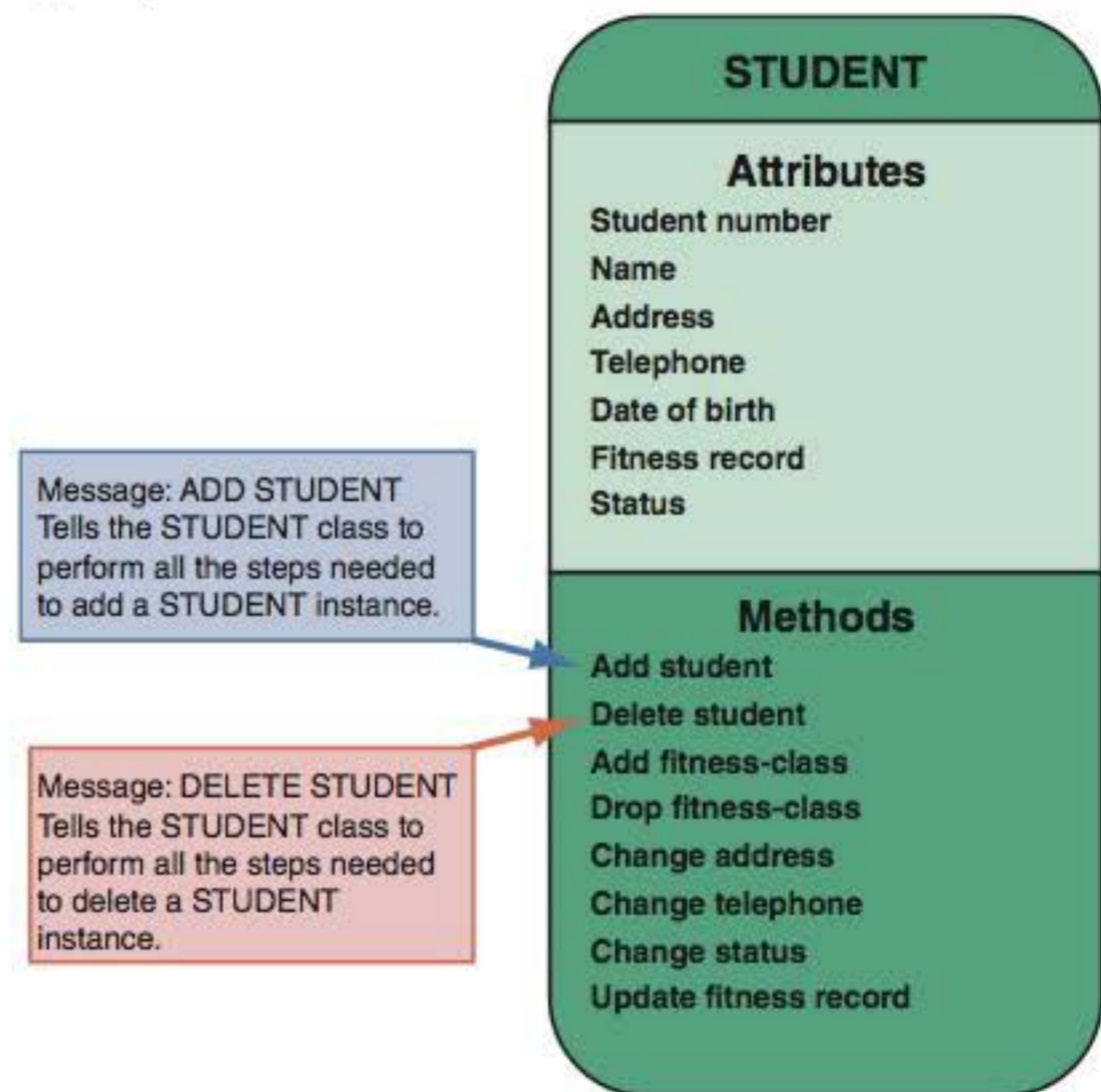 STUDENT
Attributes
Student number
Name
Address
Telephone
Date of birth
Fitness record
Status
Message: ADD STUDENT
Tells the STUDENT class to
perform all the steps needed
to add a STUDENT instance.
Message: DELETE STUDENT
Tells the STUDENT class to
perform all the steps needed
to delete a STUDENT
instance.
Methods
Add student
Delete student
Add fitness-class
Drop fitness-class
Change address
Change telephone
Change status
Update fitness record